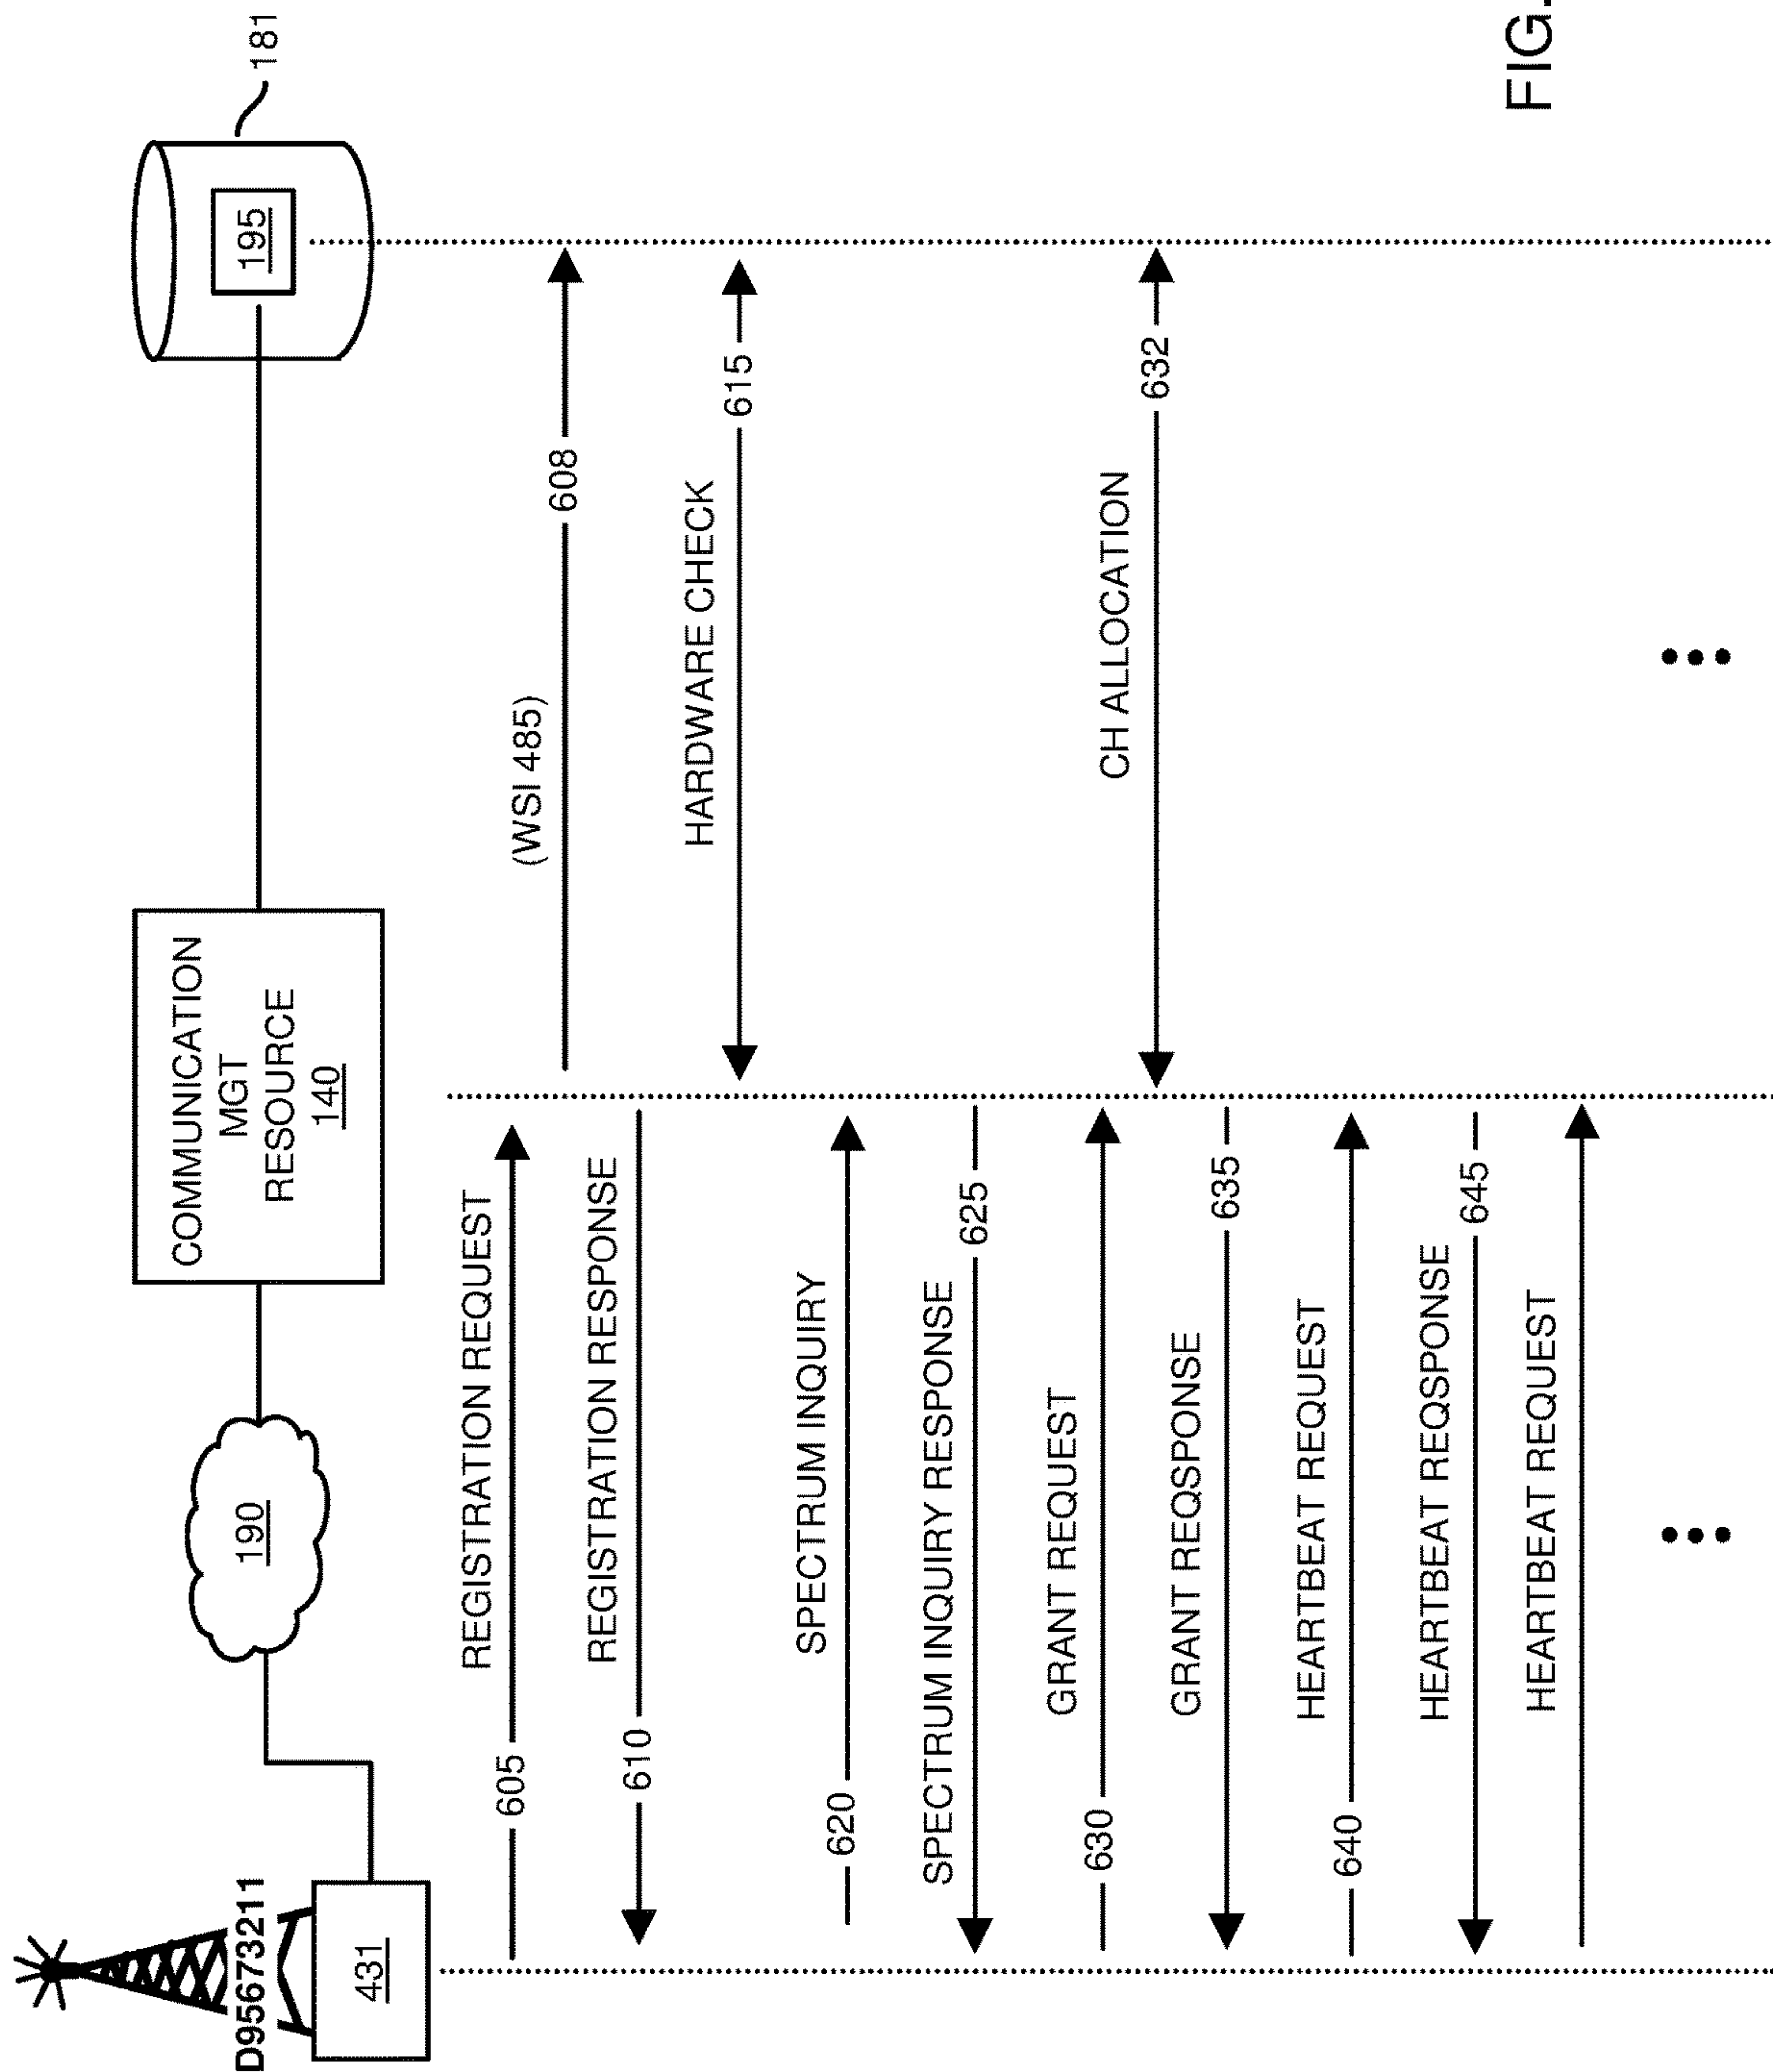 D95673211
431
190
COMMUNICATION
MGT
RESOURCE
140
195
181
REGISTRATION REQUEST
605
(WSI 485)
608
REGISTRATION RESPONSE
610
HARDWARE CHECK
615
SPECTRUM INQUIRY
620
SPECTRUM INQUIRY RESPONSE
625
GRANT REQUEST
630
CH ALLOCATION
632
GRANT REQSPONSE
635
HEARTBEAT REQUEST
640
HEARTBEAT REQSPONSE
645
HEARTBEAT REQUEST
FIG.